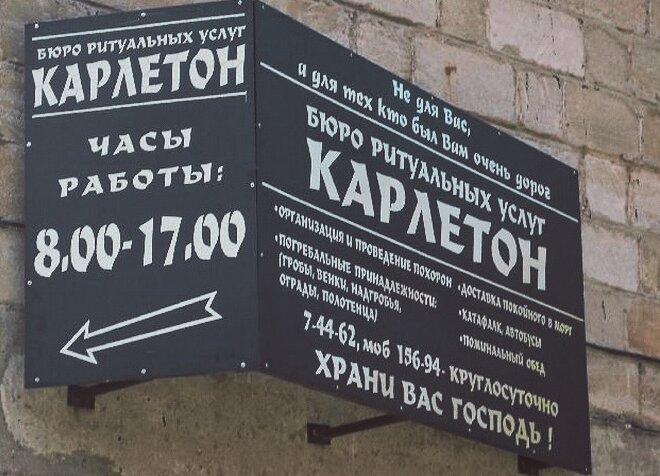 БЮРО РИТУАЛЬНЫХ УСЛУГ
КАРЛЕТОН
ЧАСЫ
РАБОТЫ:
8.00-17.00
Не для Вас,
а для тех кто был Вам очень дорог
БЮРО РИТУАЛЬНЫХ УСЛУГ
КАРЛЕТОН
•ОРГАНИЗАЦИЯ И ПРОВЕДЕНИЕ ПОХОРОН
•ПОГРЕБАЛЬНЫЕ ПРИНАДЛЕЖНОСТИ:
(ГРОБЫ, ВЕНКИ, НАДГРОБЬЯ,
ОГРАДЫ, ПОЛОТЕНЦА)
•ДОСТАВКА ПОКОЙНОГО В МОРГ
•КАТАФАЛК, АВТОБУСЫ
•ПОМИНАЛЬНЫЙ ОБЕД
7-44-62, моб 156-94- КРУГЛОСУТОЧНО
ХРАНИ ВАС ГОСПОДЬ!